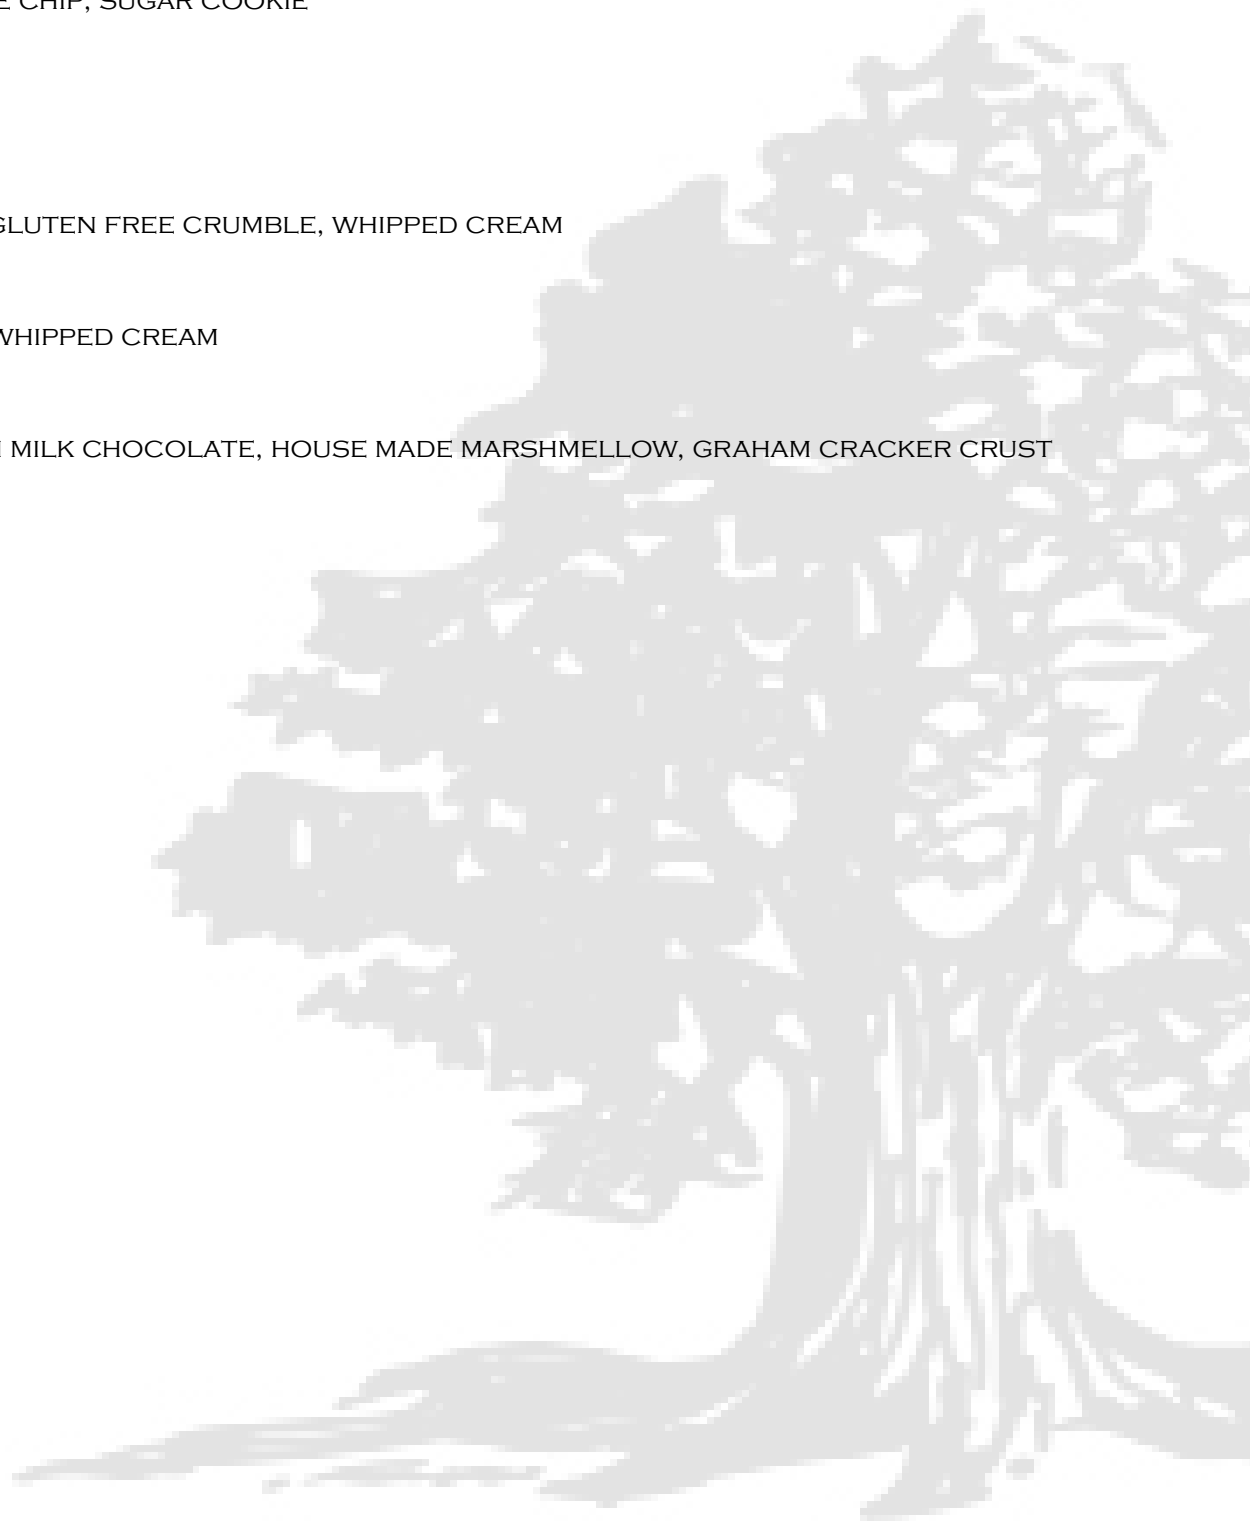 CHIP, SUGAR COOKIE
GLUTEN FREE CRUMBLE, WHIPPED CREAM
WHIPPED CREAM
MILK CHOCOLATE, HOUSE MADE MARSHMELLOW, GRAHAM CRACKER CRUST